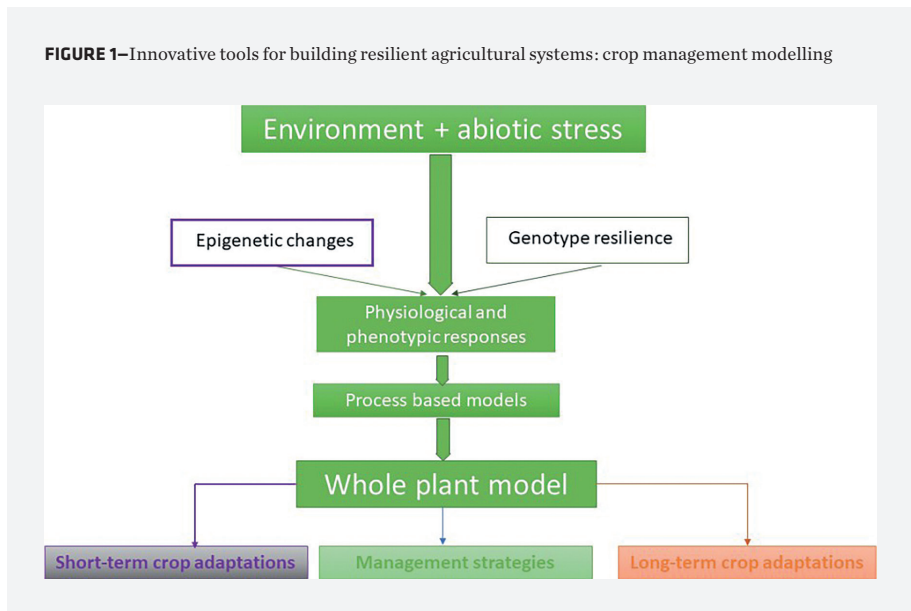 FIGURE 1–Innovative tools for building resilient agricultural systems: crop management modelling
Environment + abiotic stress
Epigenetic changes
Genotype resilience
Physiological and
phenotypic responses
Process based models
Whole plant model
Short-term crop adaptations
Management strategies
Long-term crop adaptations